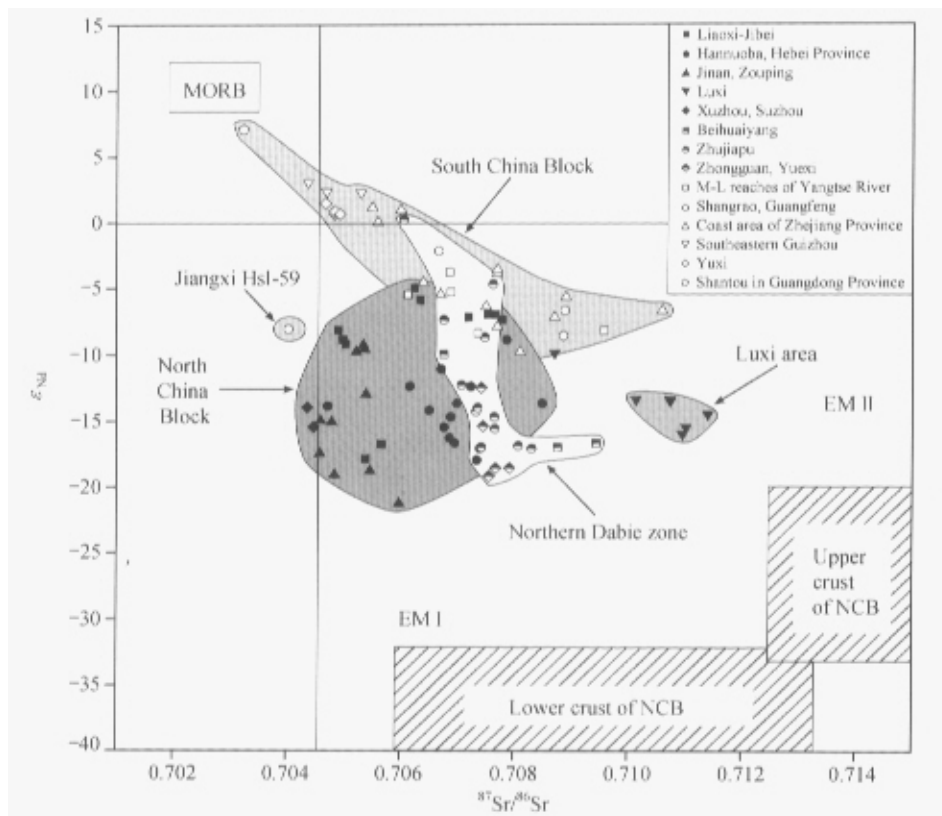 15
10
5
0
−5
−10
−15
−20
−25
−30
−35
−40
εNd
MORB
South China Block
Jiangxi Hsl-59
North
China
Block
Luxi area
EM II
Northern Dabie zone
EM I
Upper
crust
of NCB
Lower crust of NCB
Liaoxi-Jibei
Hannuoba, Hebei Province
Jinan, Zouping
Luxi
Xuzhou, Suzhou
Beihuaiyang
Zhujiapu
Zhongguan, Yuexi
M-L reaches of Yangtse River
Shangrao, Guangfeng
Coast area of Zhejiang Province
Southeastern Guizhou
Yuxi
Shantou in Guangdong Province
0.702 0.704 0.706 0.708 0.710 0.712 0.714
⁸⁷Sr/⁸⁶Sr